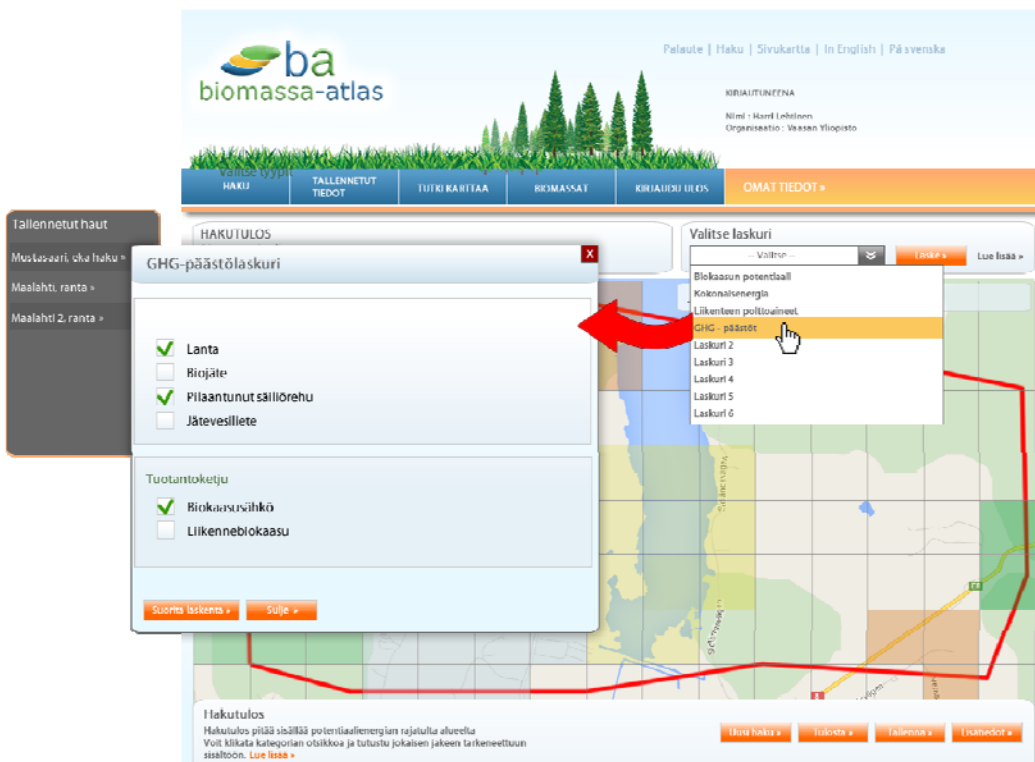 ba
biomassa-atlas
Palaute | Haku | Sivukartta | In English | På svenska
KIRJAUTUNEENA
Nimi : Harri Lehtinen
Organisaatio : Vaasan Yliopisto
Valitse tyypit
HAKU
TALLENNETUT
TIEDOT
TUTKI KARTTAA
BIOMASSAT
KIRJAUDU ULOS
OMAT TIEDOT »
Tallennetut haut
Mustasaari, eka haku »
Maalahti, ranta »
Maalahti 2, ranta »
HAKUTULOS
Valitse laskuri
-- Valitse --
Laske »
Lue lisää »
Biokaasun potentiaali
Kokonaisenergia
Liikenteen polttoaineet
GHG - päästöt
Laskuri 2
Laskuri 3
Laskuri 4
Laskuri 5
Laskuri 6
GHG-päästölaskuri
X
Lanta
Biojäte
Pilaantunut säiliörehu
Jätevesiliete
Tuotantoketju
Biokaasusähkö
Liikennebiokaasu
Suorita laskenta »
Sulje »
Hakutulos
Hakutulos pitää sisällää potentiaalienergian rajatulta alueelta
Voit klikata kategorian otsikkoa ja tutustu jokaisen jakeen tarkeneettuun
sisältöön. Lue lisää »
Uusi haku »
Tulosta »
Tallenna »
Lisätiedot »